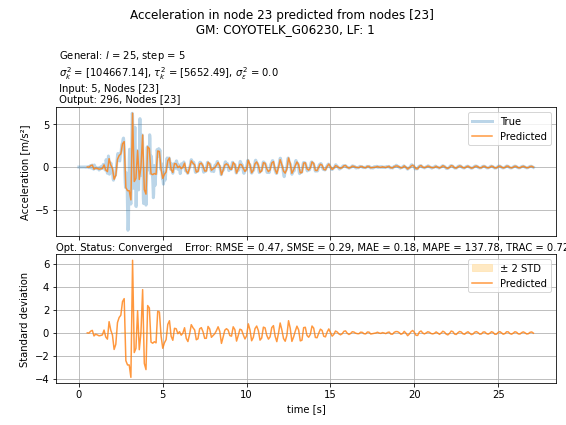 Acceleration in node 23 predicted from nodes [23]
GM: COYOTELK_G06230, LF: 1
General: l = 25, step = 5
σ²ₖ = [104667.14], τ²ₖ = [5652.49], σ²ε = 0.0
Input: 5, Nodes [23]
Output: 296, Nodes [23]
Acceleration [m/s²]
5
0
−5
True
Predicted
Opt. Status: Converged Error: RMSE = 0.47, SMSE = 0.29, MAE = 0.18, MAPE = 137.78, TRAC = 0.72
Standard deviation
6
4
2
0
−2
−4
± 2 STD
Predicted
0 5 10 15 20 25
time [s]